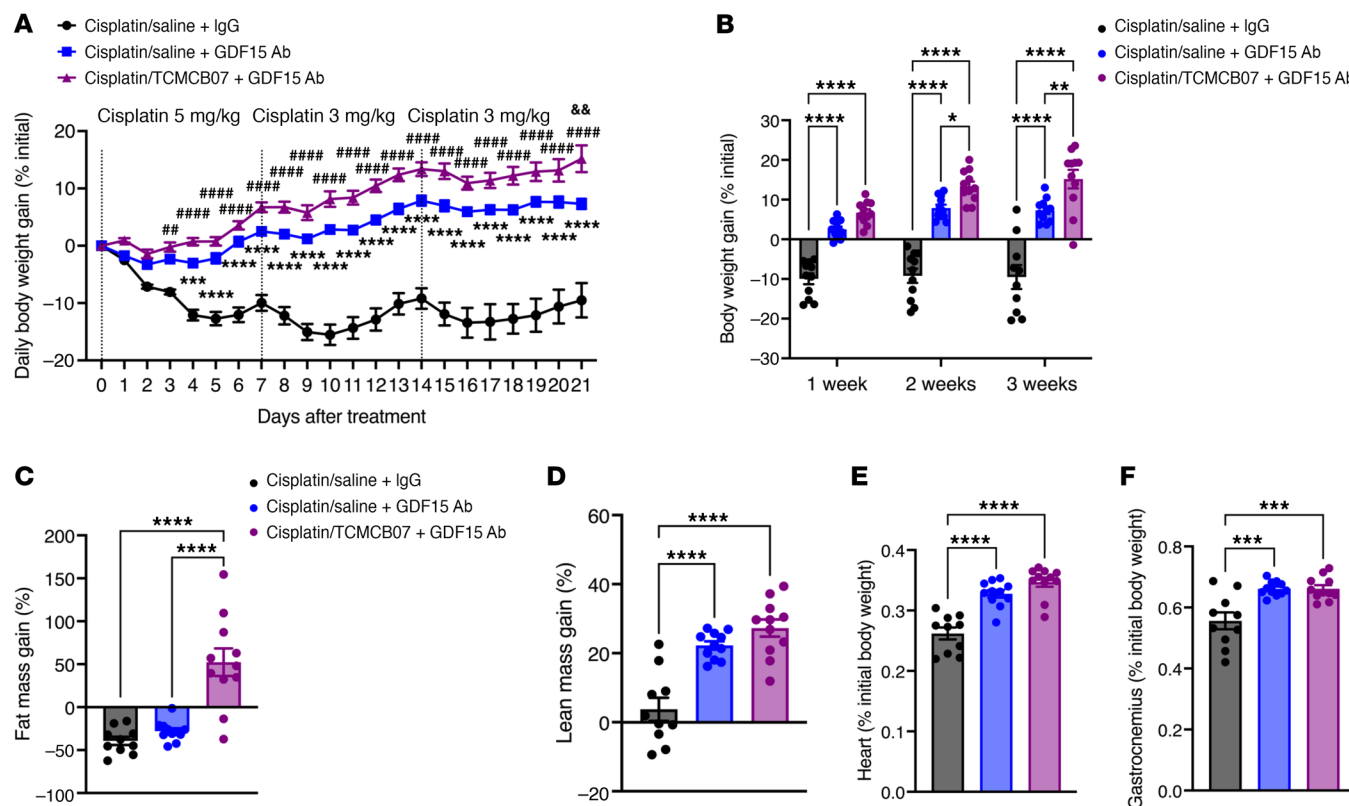 A
Cisplatin/saline + IgG
Cisplatin/saline + GDF15 Ab
Cisplatin/TCMCB07 + GDF15 Ab
Cisplatin 5 mg/kg Cisplatin 3 mg/kg Cisplatin 3 mg/kg
&&
#### #### #### #### #### ####
#### #### #### #### #### #### ####
#### #### #### #### ####
## #### ####
*** **** **** **** **** **** **** **** ****
**** **** **** **** **** **** **** **** ****
Daily body weight gain (% initial)
20
10
0
–10
–20
0 1 2 3 4 5 6 7 8 9 10 11 12 13 14 15 16 17 18 19 20 21
Days after treatment
B
Cisplatin/saline + IgG
Cisplatin/saline + GDF15 Ab
Cisplatin/TCMCB07 + GDF15 Ab
**** ****
**** **** **
**** * ****
Body weight gain (% initial)
30
20
10
0
–10
–20
–30
1 week 2 weeks 3 weeks
C
Cisplatin/saline + IgG
Cisplatin/saline + GDF15 Ab
Cisplatin/TCMCB07 + GDF15 Ab
****
****
Fat mass gain (%)
200
150
100
50
0
–50
–100
D
****
****
Lean mass gain (%)
60
40
20
0
–20
E
****
****
Heart (% initial body weight)
0.4
0.3
0.2
0.1
0.0
F
***
***
Gastrocnemius (% initial body weight)
0.8
0.6
0.4
0.2
0.0